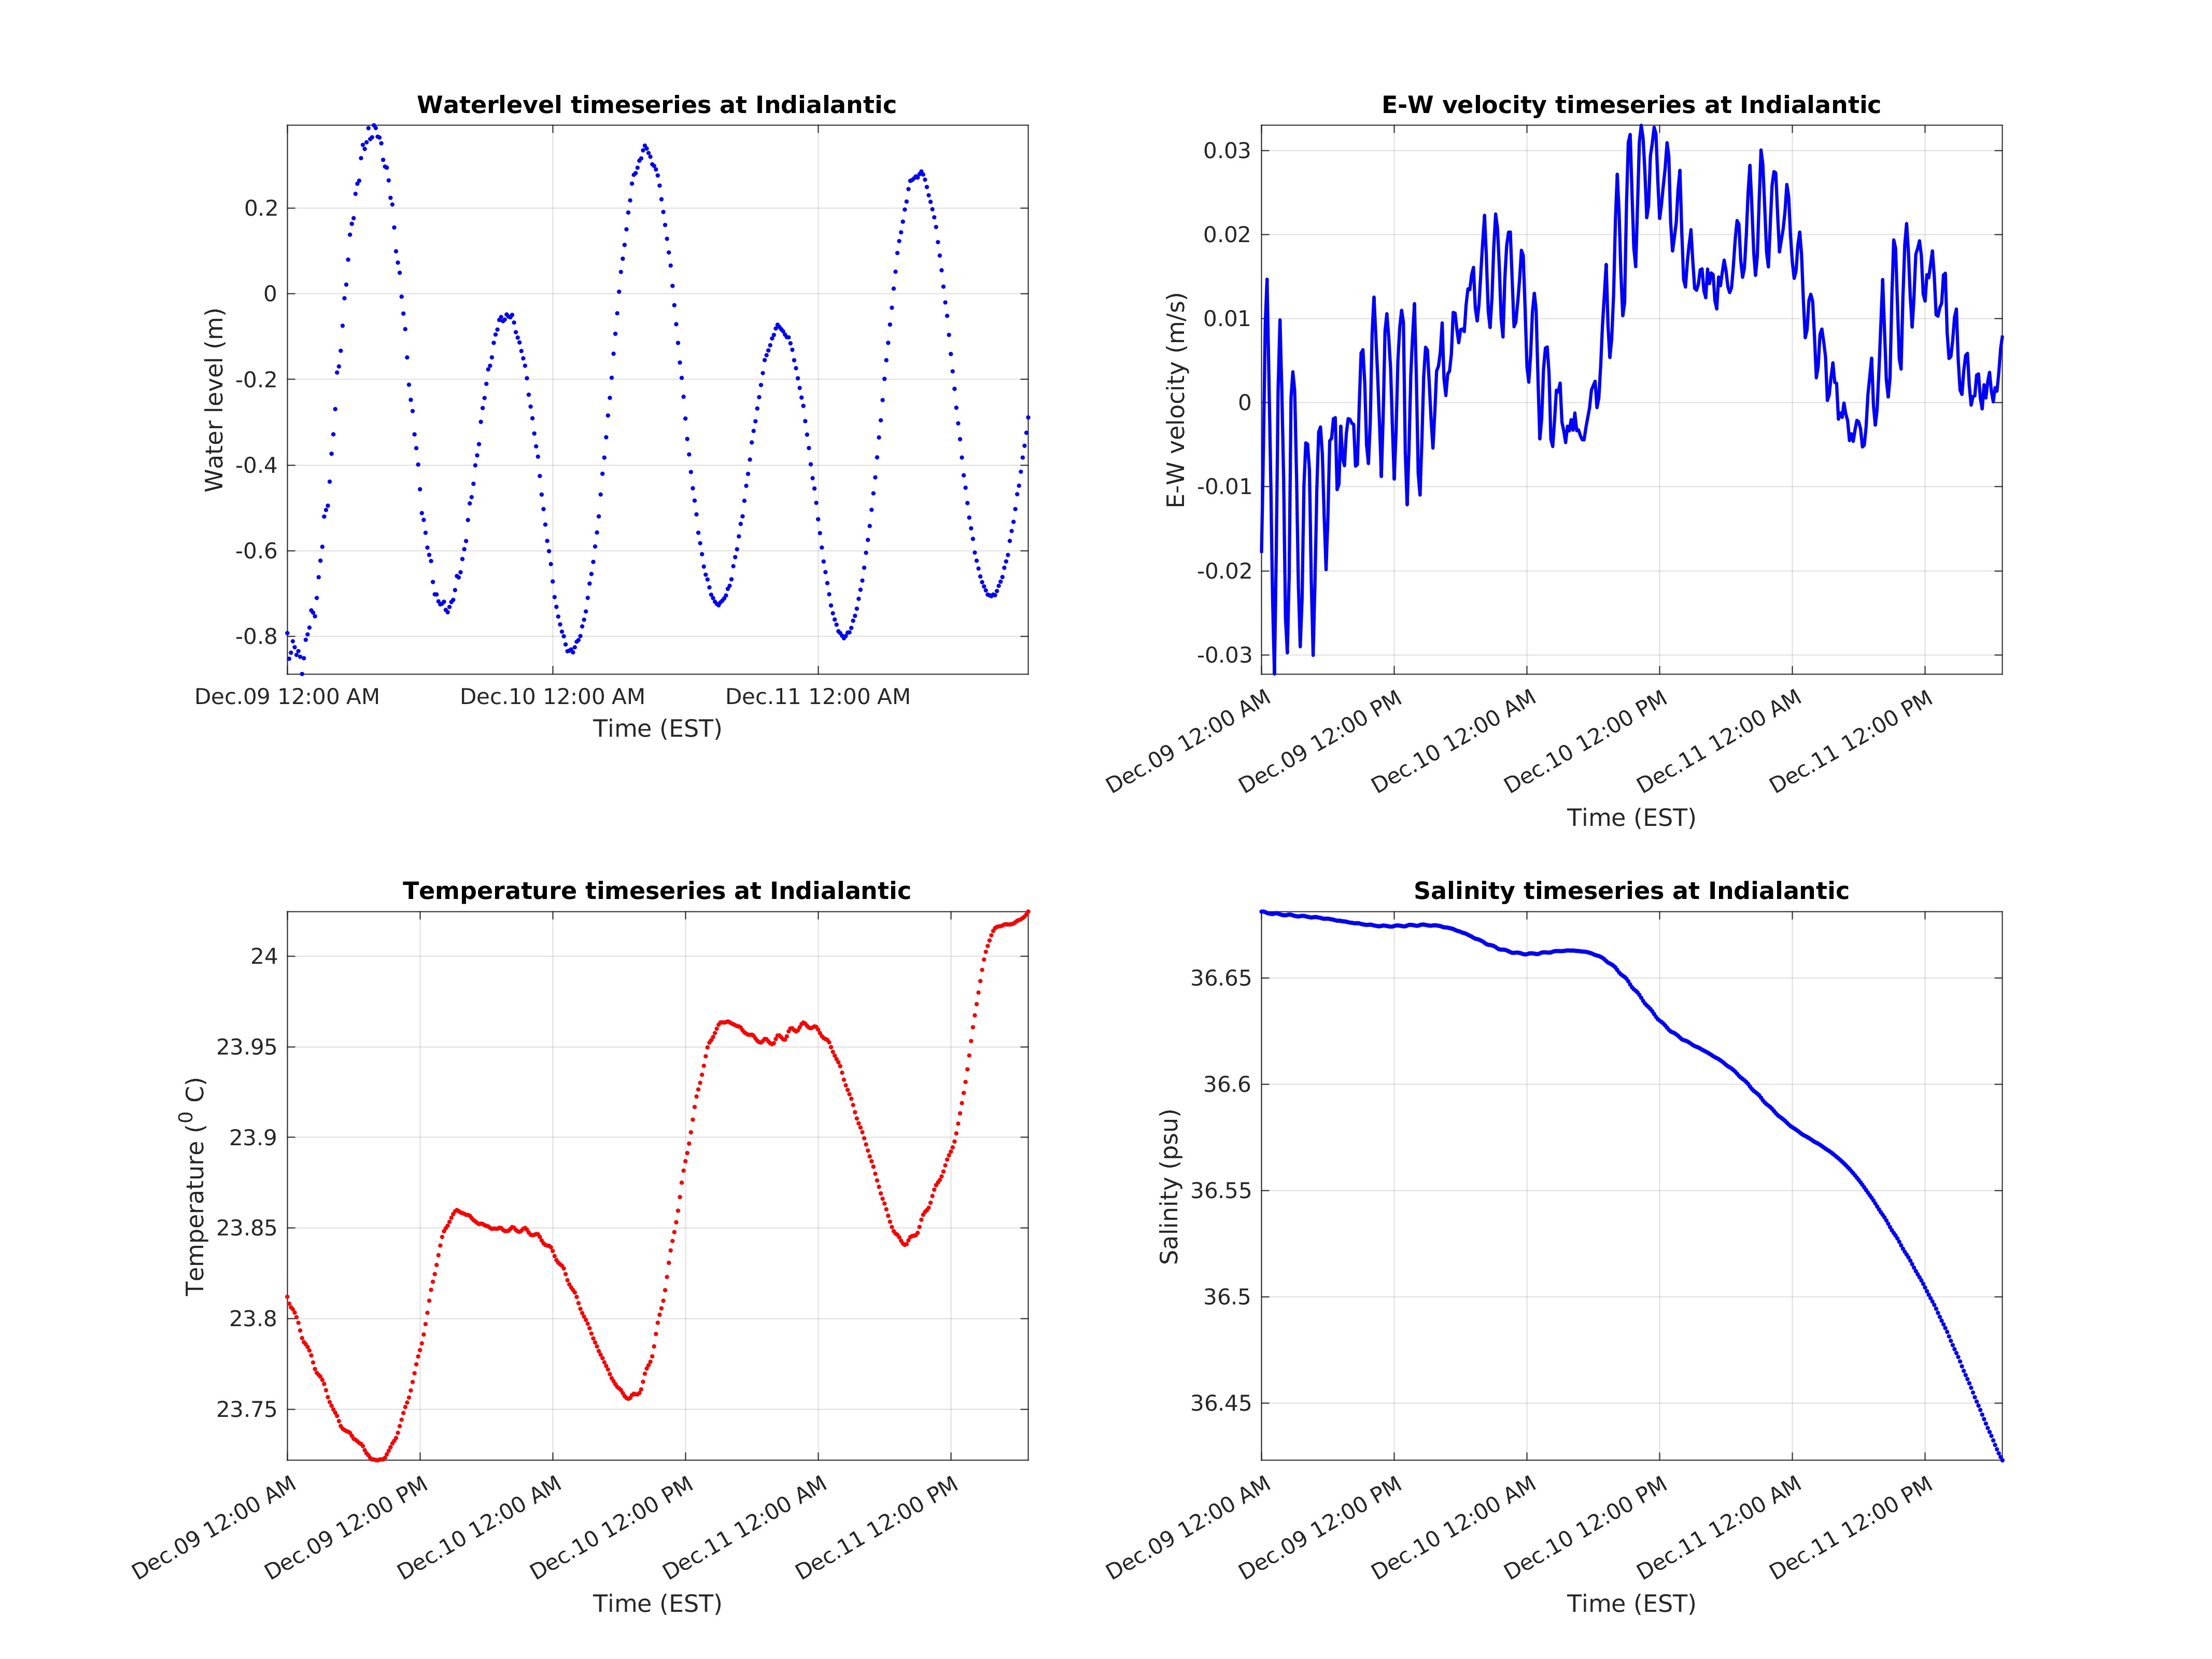 Waterlevel timeseries at Indialantic
Water level (m)
0.2
0
-0.2
-0.4
-0.6
-0.8
Dec.09 12:00 AM
Dec.10 12:00 AM
Dec.11 12:00 AM
Time (EST)
E-W velocity timeseries at Indialantic
E-W velocity (m/s)
0.03
0.02
0.01
0
-0.01
-0.02
-0.03
Dec.09 12:00 AM
Dec.09 12:00 PM
Dec.10 12:00 AM
Dec.10 12:00 PM
Dec.11 12:00 AM
Dec.11 12:00 PM
Time (EST)
Temperature timeseries at Indialantic
Temperature (⁰ C)
24
23.95
23.9
23.85
23.8
23.75
Dec.09 12:00 AM
Dec.09 12:00 PM
Dec.10 12:00 AM
Dec.10 12:00 PM
Dec.11 12:00 AM
Dec.11 12:00 PM
Time (EST)
Salinity timeseries at Indialantic
Salinity (psu)
36.65
36.6
36.55
36.5
36.45
Dec.09 12:00 AM
Dec.09 12:00 PM
Dec.10 12:00 AM
Dec.10 12:00 PM
Dec.11 12:00 AM
Dec.11 12:00 PM
Time (EST)